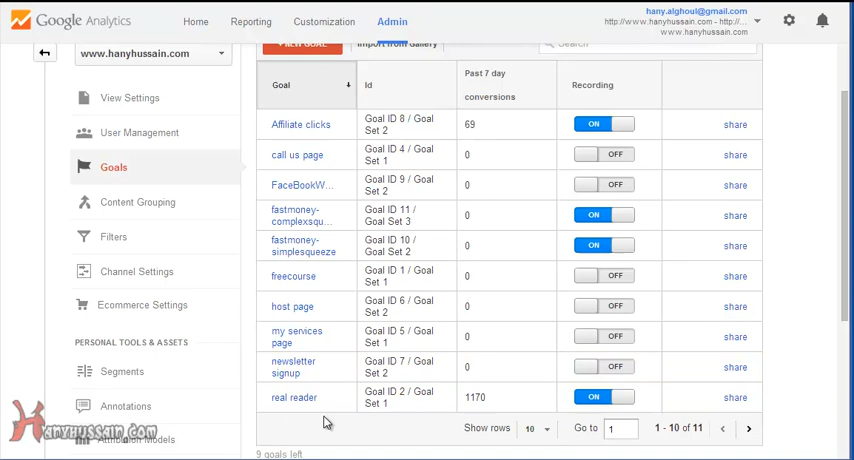 Google Analytics
Home
Reporting
Customization
Admin
hany.alghoul@gmail.com
http://www.hanyhussain.com - http://...
www.hanyhussain.com
www.hanyhussain.com
+ NEW GOAL
Import from Gallery
Search
View Settings
User Management
Goals
Content Grouping
Filters
Channel Settings
Ecommerce Settings
PERSONAL TOOLS & ASSETS
Segments
Annotations
Attribution Models
Hanyhussain.com
Goal
Id
Past 7 day
conversions
Recording
Affiliate clicks
Goal ID 8 / Goal
Set 2
69
ON
share
call us page
Goal ID 4 / Goal
Set 1
0
OFF
share
FaceBookW...
Goal ID 9 / Goal
Set 2
0
OFF
share
fastmoney-
complexsqu...
Goal ID 11 /
Goal Set 3
0
ON
share
fastmoney-
simplesqueeze
Goal ID 10 /
Goal Set 2
0
ON
share
freecourse
Goal ID 1 / Goal
Set 1
0
OFF
share
host page
Goal ID 6 / Goal
Set 2
0
OFF
share
my services
page
Goal ID 5 / Goal
Set 1
0
OFF
share
newsletter
signup
Goal ID 7 / Goal
Set 2
0
OFF
share
real reader
Goal ID 2 / Goal
Set 1
1170
ON
share
Show rows
10
Go to
1
1 - 10 of 11
9 goals left